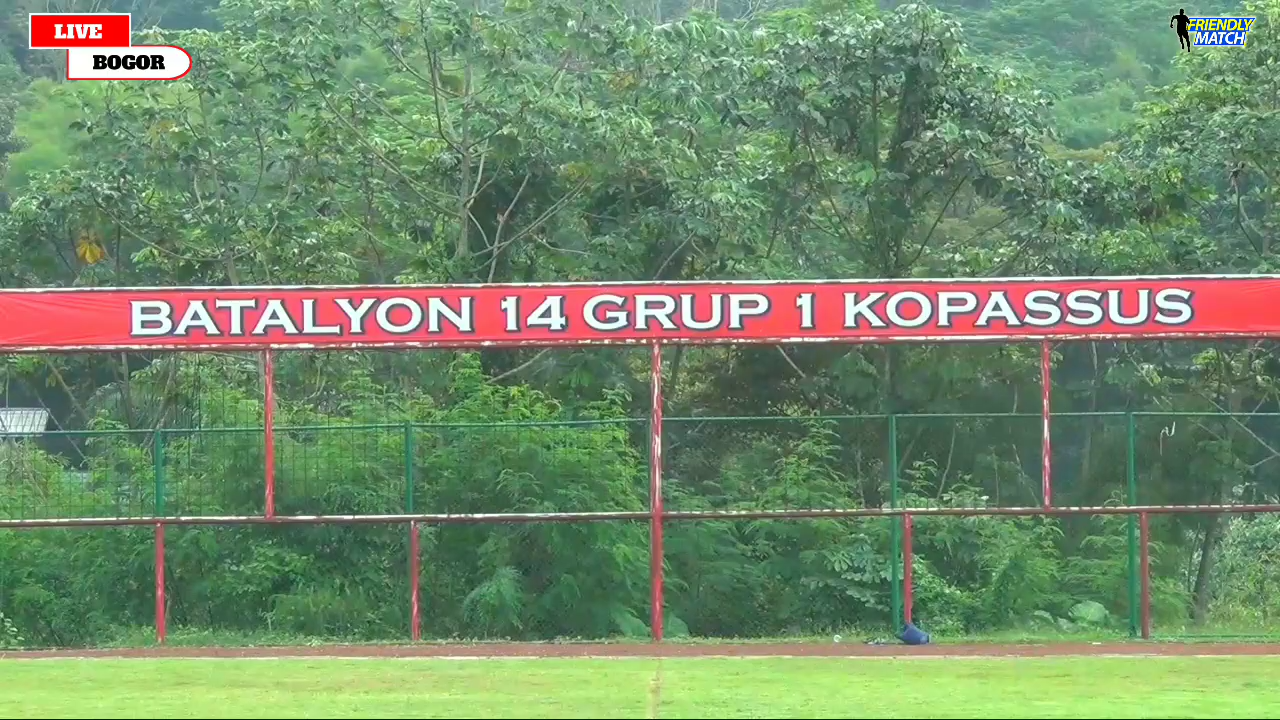 LIVE
BOGOR
FRIENDLY
MATCH
BATALYON 14 GRUP 1 KOPASSUS